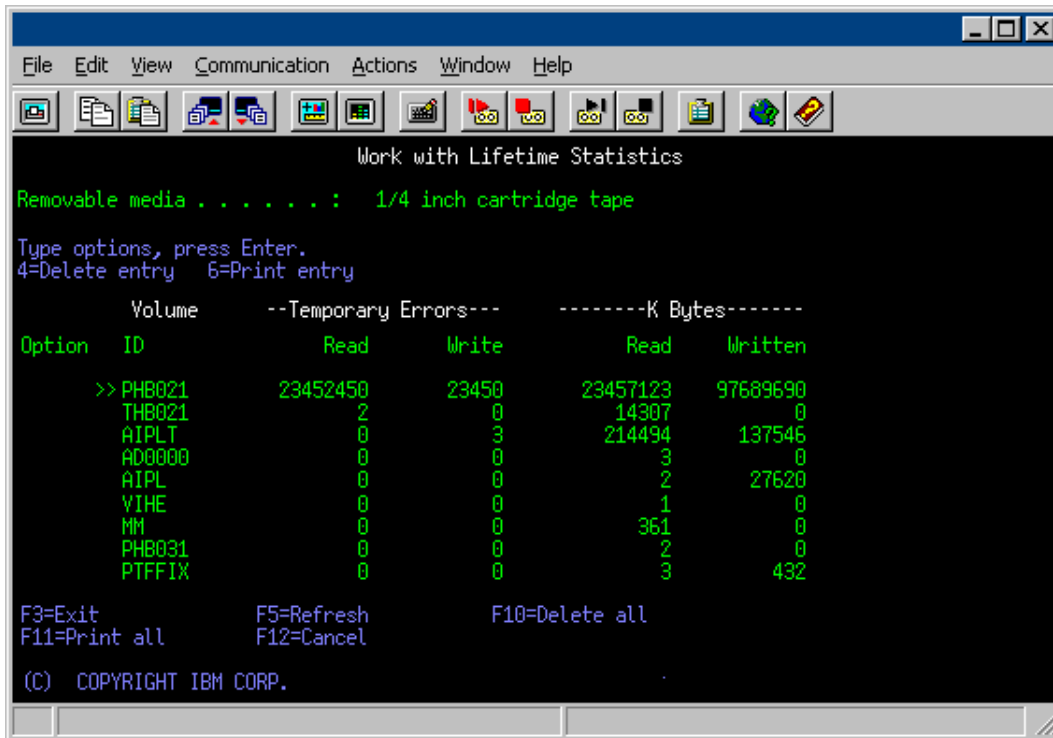 File Edit View Communication Actions Window Help
Work with Lifetime Statistics
Removable media . . . . . . : 1/4 inch cartridge tape
Type options, press Enter.
4=Delete entry 6=Print entry
Volume --Temporary Errors--- --------K Bytes-------
Option ID Read Write Read Written
>> PHB021 23452450 23450 23457123 97689690
THB021 2 0 14307 0
AIPLT 0 3 214494 137546
AD0000 0 0 3 0
AIPL 0 0 2 27620
VIHE 0 0 1 0
MM 0 0 361 0
PHB031 0 0 2 0
PTFFIX 0 0 3 432
F3=Exit F5=Refresh F10=Delete all
F11=Print all F12=Cancel
(C) COPYRIGHT IBM CORP.